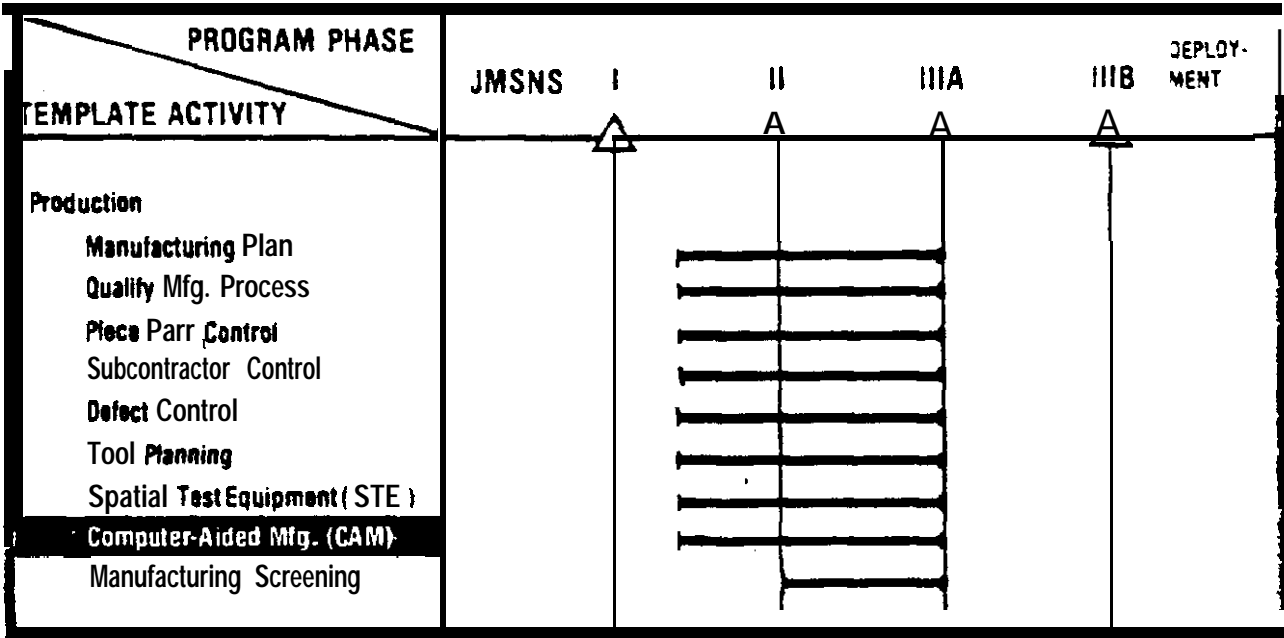 PROGRAM PHASE
TEMPLATE ACTIVITY
JMSNS I II IIIA IIIB DEPLOY-
MENT
A A A
Production
Manufacturing Plan
Qualify Mfg. Process
Piece Parr Control
Subcontractor Control
Defect Control
Tool Planning
Spatial Test Equipment ( STE )
Computer-Aided Mfg. (CAM)
Manufacturing Screening